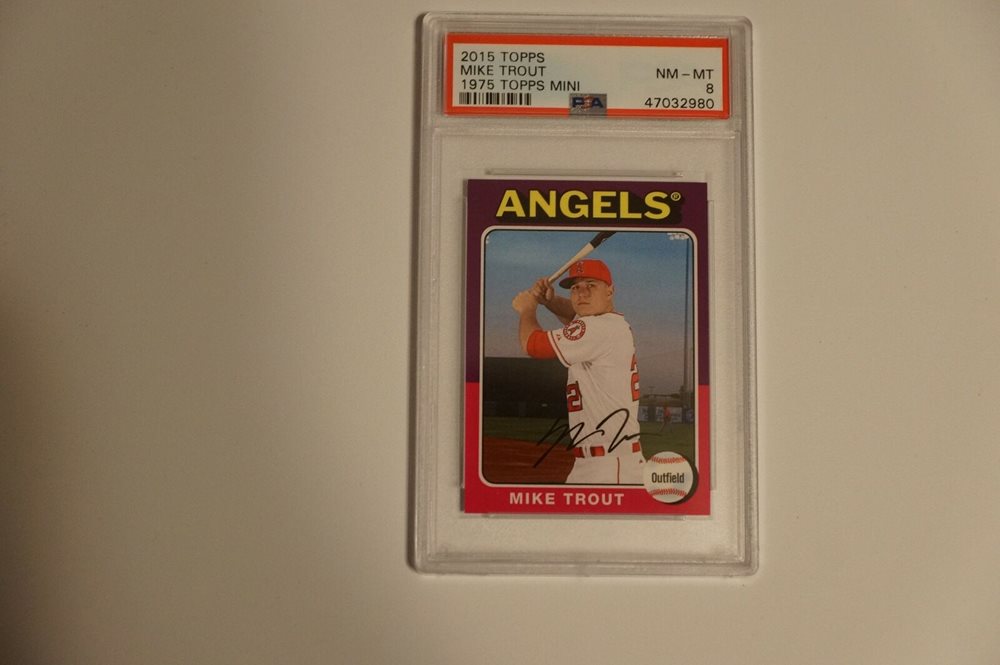 2015 TOPPS
MIKE TROUT NM - MT
1975 TOPPS MINI 8
PSA 47032980
ANGELS®
Outfield
MIKE TROUT